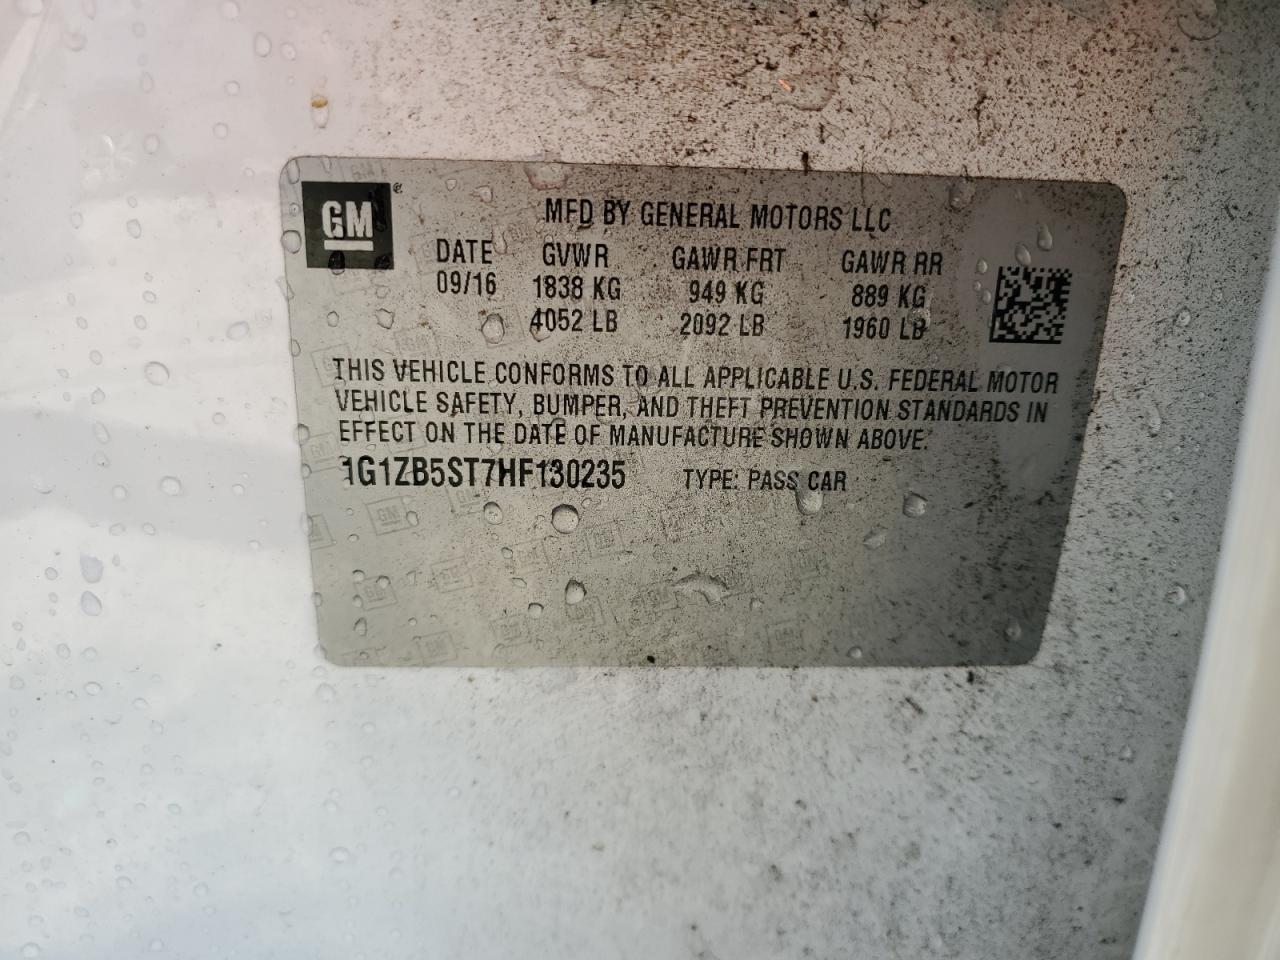 GM
MFD BY GENERAL MOTORS LLC
DATE GVWR GAWR FRT GAWR RR
09/16 1838 KG 949 KG 889 KG
4052 LB 2092 LB 1960 LB
THIS VEHICLE CONFORMS TO ALL APPLICABLE U.S. FEDERAL MOTOR
VEHICLE SAFETY, BUMPER, AND THEFT PREVENTION STANDARDS IN
EFFECT ON THE DATE OF MANUFACTURE SHOWN ABOVE.
1G1ZB5ST7HF130235 TYPE: PASS CAR